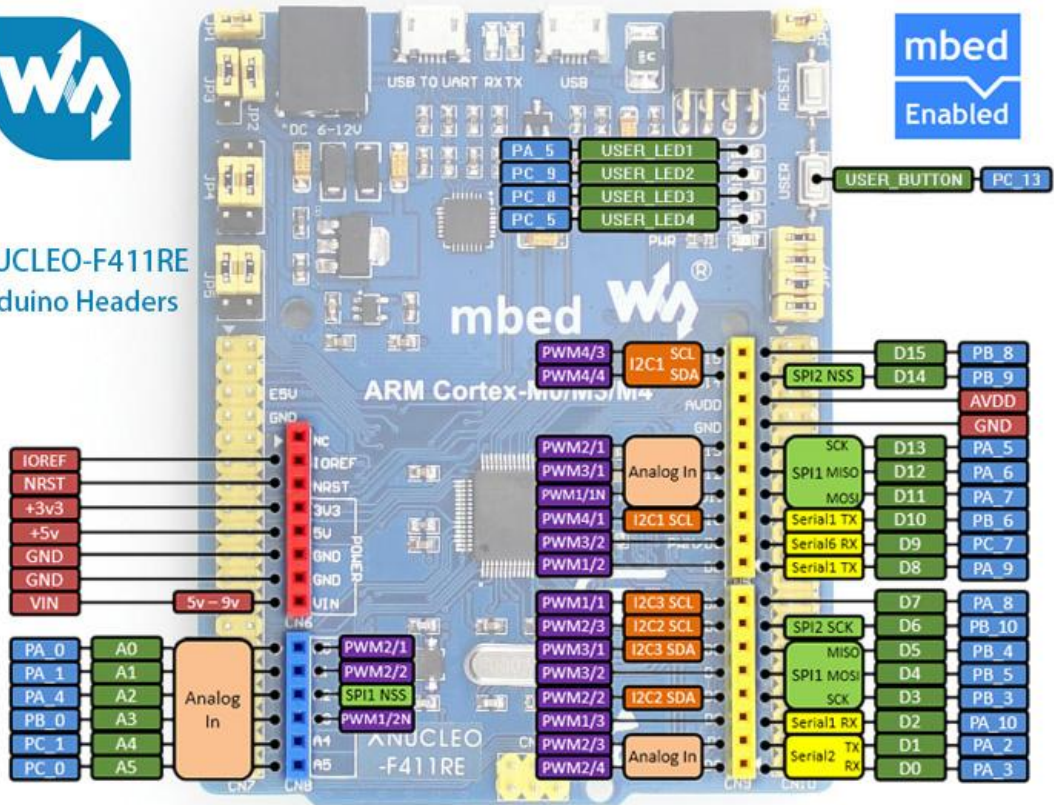 mbed
Enabled
USB TO UART RX TX
USB
RESET
JP1
JP3
JP2
DC 6-12V
JP4
USER
PA_5 USER_LED1
PC_9 USER_LED2
PC_8 USER_LED3
PC_5 USER_LED4
USER_BUTTON PC_13
PWR
UCLEO-F411RE
duino Headers
JP5
mbed
®
ARM Cortex-M0/M3/M4
E5V
GND
PWM4/3 I2C1 SCL D15 PB_8
PWM4/4 SDA SPI2 NSS D14 PB_9
AVDD AVDD
GND GND
PWM2/1 Analog In SCK D13 PA_5
PWM3/1 SPI1 MISO D12 PA_6
PWM1/1N MOSI D11 PA_7
PWM4/1 I2C1 SCL Serial1 TX D10 PB_6
PWM3/2 Serial6 RX D9 PC_7
PWM1/2 Serial1 TX D8 PA_9
PWM1/1 I2C3 SCL D7 PA_8
PWM2/3 I2C2 SCL SPI2 SCK D6 PB_10
PWM3/1 I2C3 SDA MISO D5 PB_4
PWM3/2 SPI1 MOSI D4 PB_5
PWM2/2 I2C2 SDA SCK D3 PB_3
PWM1/3 Serial1 RX D2 PA_10
PWM2/3 Analog In Serial2 TX D1 PA_2
PWM2/4 RX D0 PA_3
NC
IOREF IOREF
NRST NRST
+3v3 3V3
+5v 5V
GND GND
GND GND
VIN 5v – 9v VIN
POWER
CN6
PA_0 A0 PWM2/1
PA_1 A1 PWM2/2
PA_4 A2 Analog In SPI1 NSS
PB_0 A3 PWM1/2N
PC_1 A4 A4
PC_0 A5 A5
XNUCLEO
-F411RE
CN7 CN8
CN9 CN10